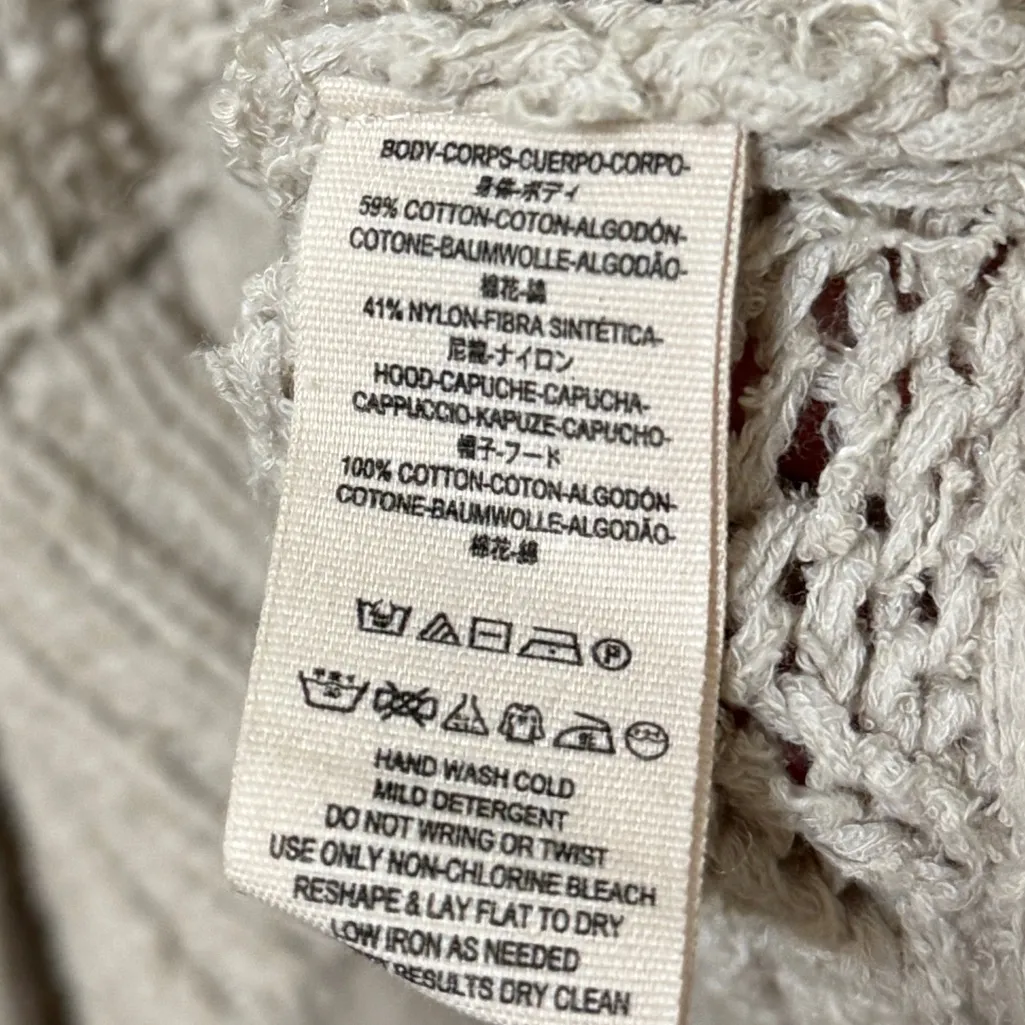 BODY-CORPS-CUERPO-CORPO-
身体-ボディ
59% COTTON-COTON-ALGODÓN-
COTONE-BAUMWOLLE-ALGODÃO-
棉花-綿
41% NYLON-FIBRA SINTÉTICA-
尼龍-ナイロン
HOOD-CAPUCHE-CAPUCHA-
CAPPUCCIO-KAPUZE-CAPUCHO-
帽子-フード
100% COTTON-COTON-ALGODÓN-
COTONE-BAUMWOLLE-ALGODÃO-
棉花-綿
P
HAND WASH COLD
MILD DETERGENT
DO NOT WRING OR TWIST
USE ONLY NON-CHLORINE BLEACH
RESHAPE & LAY FLAT TO DRY
LOW IRON AS NEEDED
RESULTS DRY CLEAN